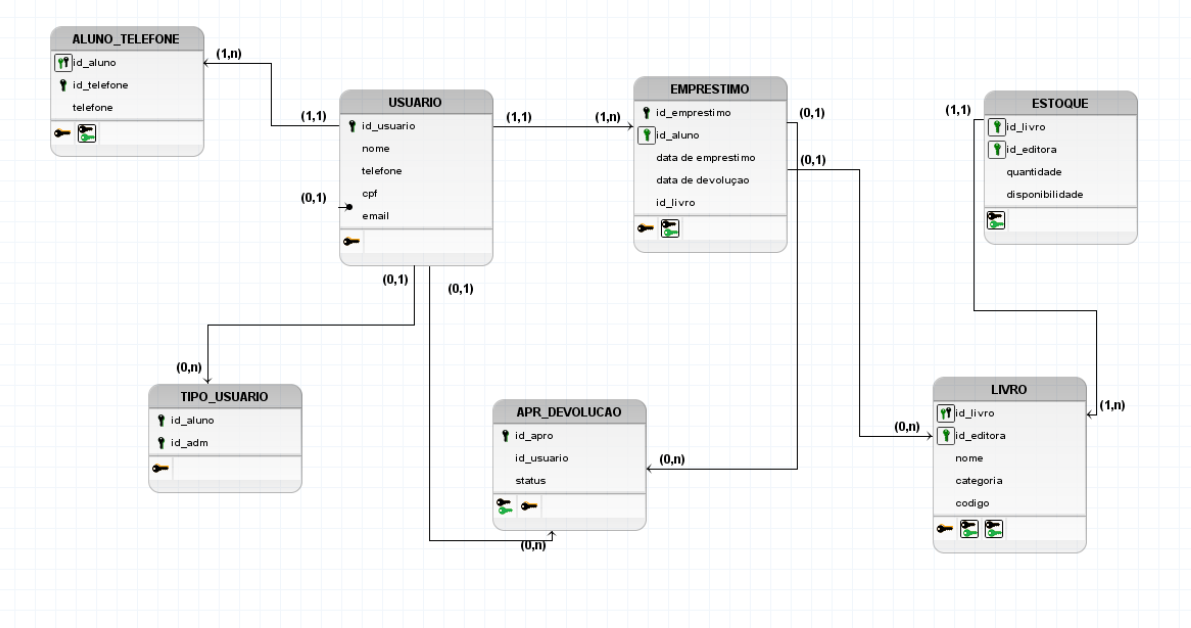 ALUNO_TELEFONE
id_aluno
id_telefone
telefone
(1,n)
(1,1)
USUARIO
id_usuario
nome
telefone
cpf
email
(0,1)
(1,1)
(1,n)
EMPRESTIMO
id_emprestimo
id_aluno
data de emprestimo
data de devoluçao
id_livro
(0,1)
(0,1)
(1,1)
ESTOQUE
id_livro
id_editora
quantidade
disponibilidade
(0,1)
(0,1)
(0,n)
TIPO_USUARIO
id_aluno
id_adm
APR_DEVOLUCAO
id_apro
id_usuario
status
(0,n)
(0,n)
(0,n)
LIVRO
id_livro
id_editora
nome
categoria
codigo
(1,n)